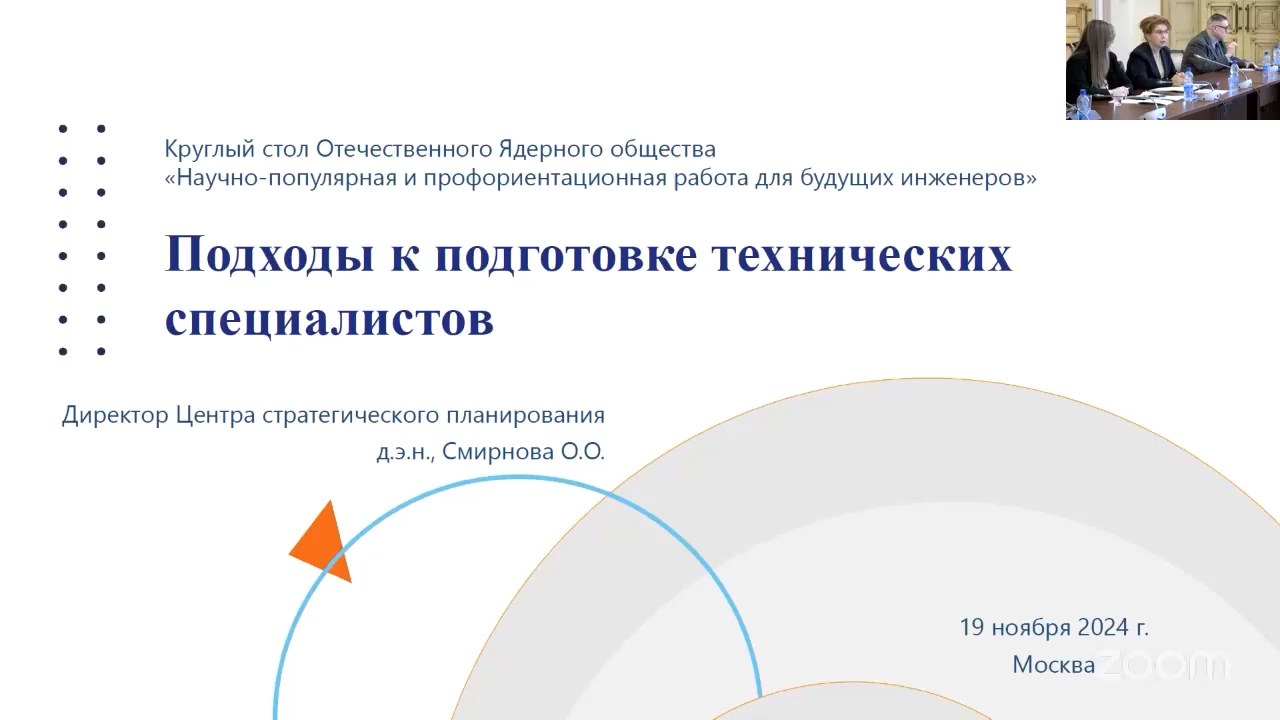 Круглый стол Отечественного Ядерного общества
«Научно-популярная и профориентационная работа для будущих инженеров»
Подходы к подготовке технических
специалистов
Директор Центра стратегического планирования
д.э.н., Смирнова О.О.
19 ноября 2024 г.
Москва
zoom